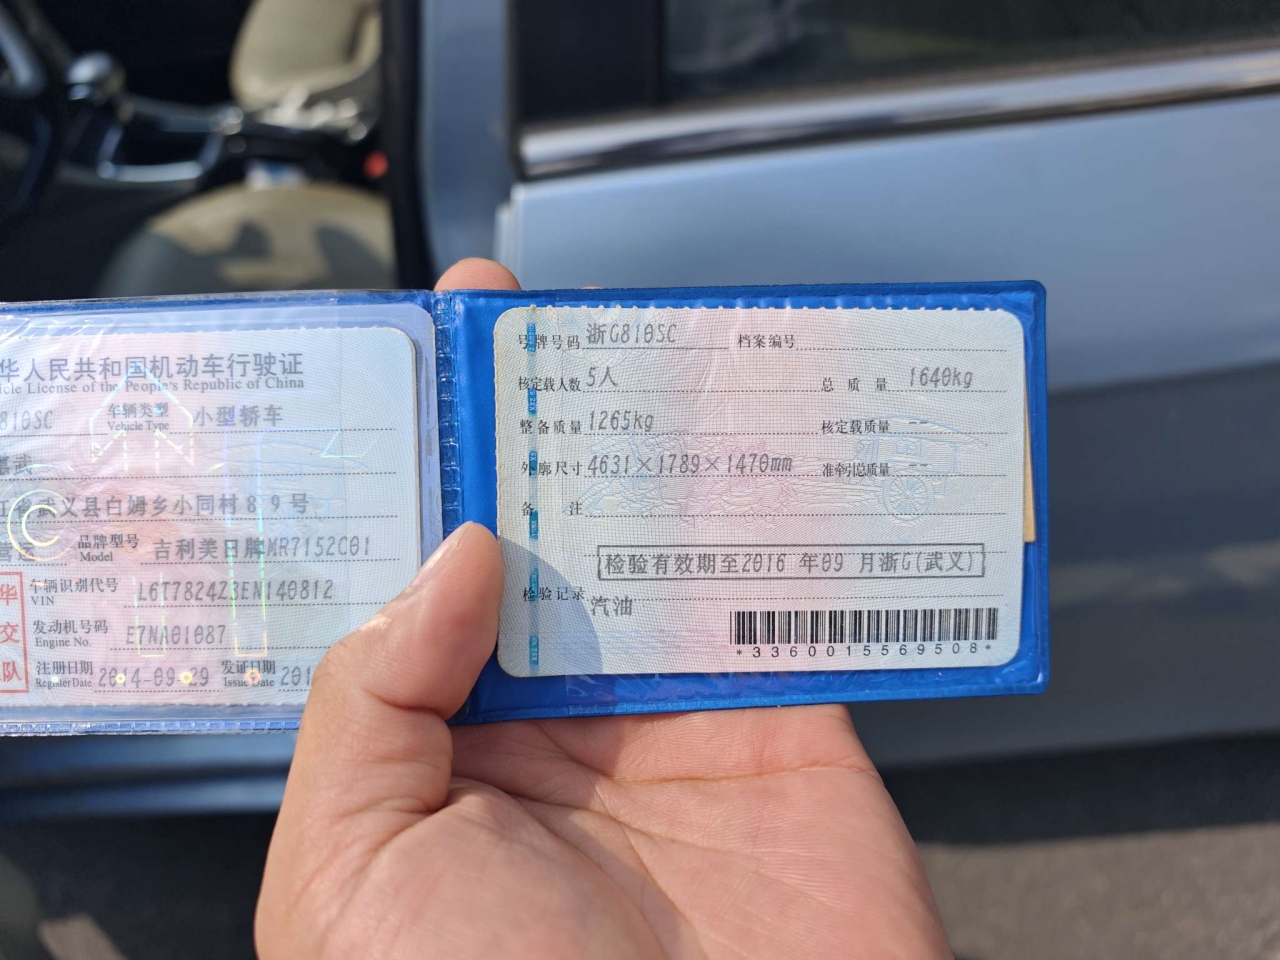 华人民共和国机动车行驶证
icle License of the People's Republic of China
810SC 车辆类型 Vehicle Type 小型轿车
武义县白姆乡小同村89号
品牌型号 Model 吉利美日牌MR7152C01
车辆识别代号 VIN L6T7824Z3EN140812
发动机号码 Engine No. E7NA01087
注册日期 Register Date 2014-09-29 发证日期 Issue Date 201
华
交
队
号牌号码 浙G810SC 档案编号
核定载人数 5人 总质量 1640kg
整备质量 1265kg 核定载质量 --
外廓尺寸 4631×1789×1470mm 准牵引总质量 --
备注
检验有效期至2016 年09 月浙G(武义)
检验记录
汽油
*3360015569508*